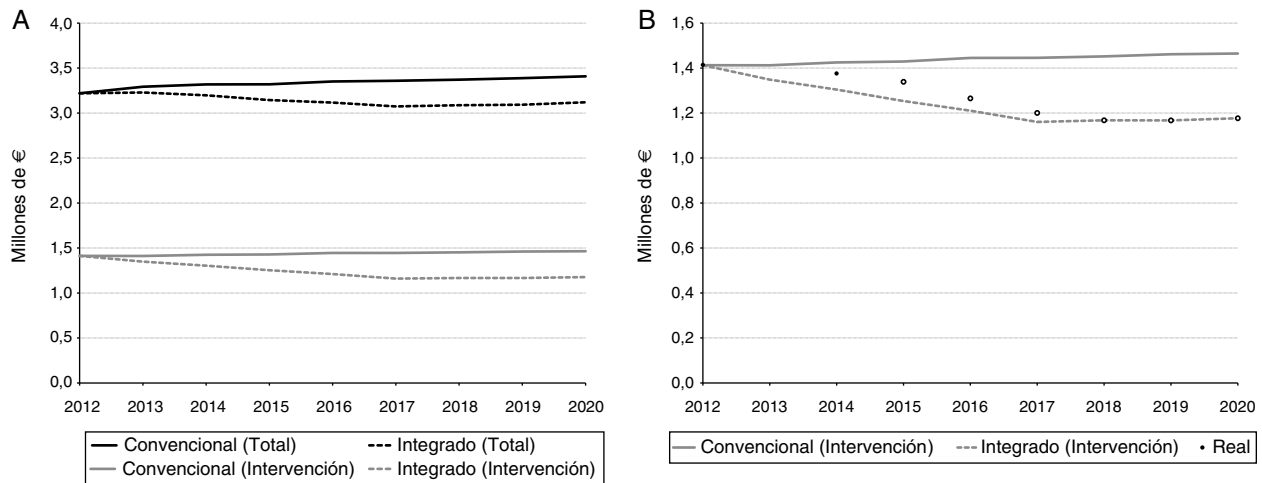 A
Millones de €
4,0
3,5
3,0
2,5
2,0
1,5
1,0
0,5
0,0
2012 2013 2014 2015 2016 2017 2018 2019 2020
Convencional (Total) Integrado (Total)
Convencional (Intervención) Integrado (Intervención)
B
Millones de €
1,6
1,4
1,2
1,0
0,8
0,6
0,4
0,2
0,0
2012 2013 2014 2015 2016 2017 2018 2019 2020
Convencional (Intervención) Integrado (Intervención) Real